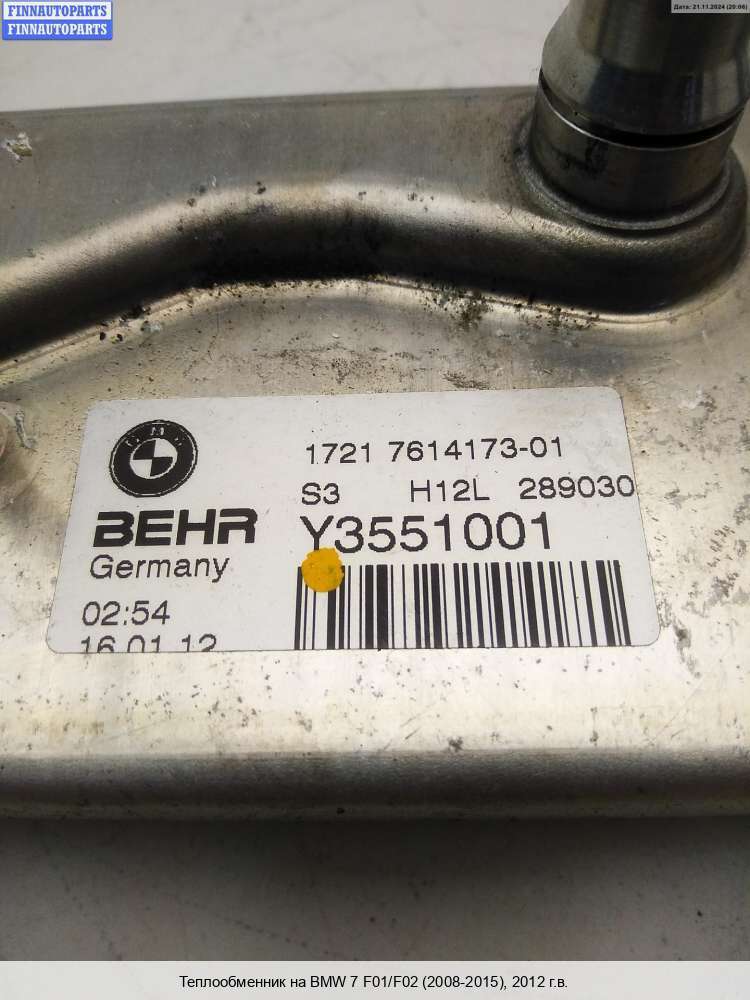 FINNAUTOPARTS
FINNAUTOPARTS
Дата: 21.11.2024 (20:06)
1721 7614173-01
S3 H12L 289030
BEHR
Y3551001
Germany
02:54
16.01.12
Теплообменник на BMW 7 F01/F02 (2008-2015), 2012 г.в.